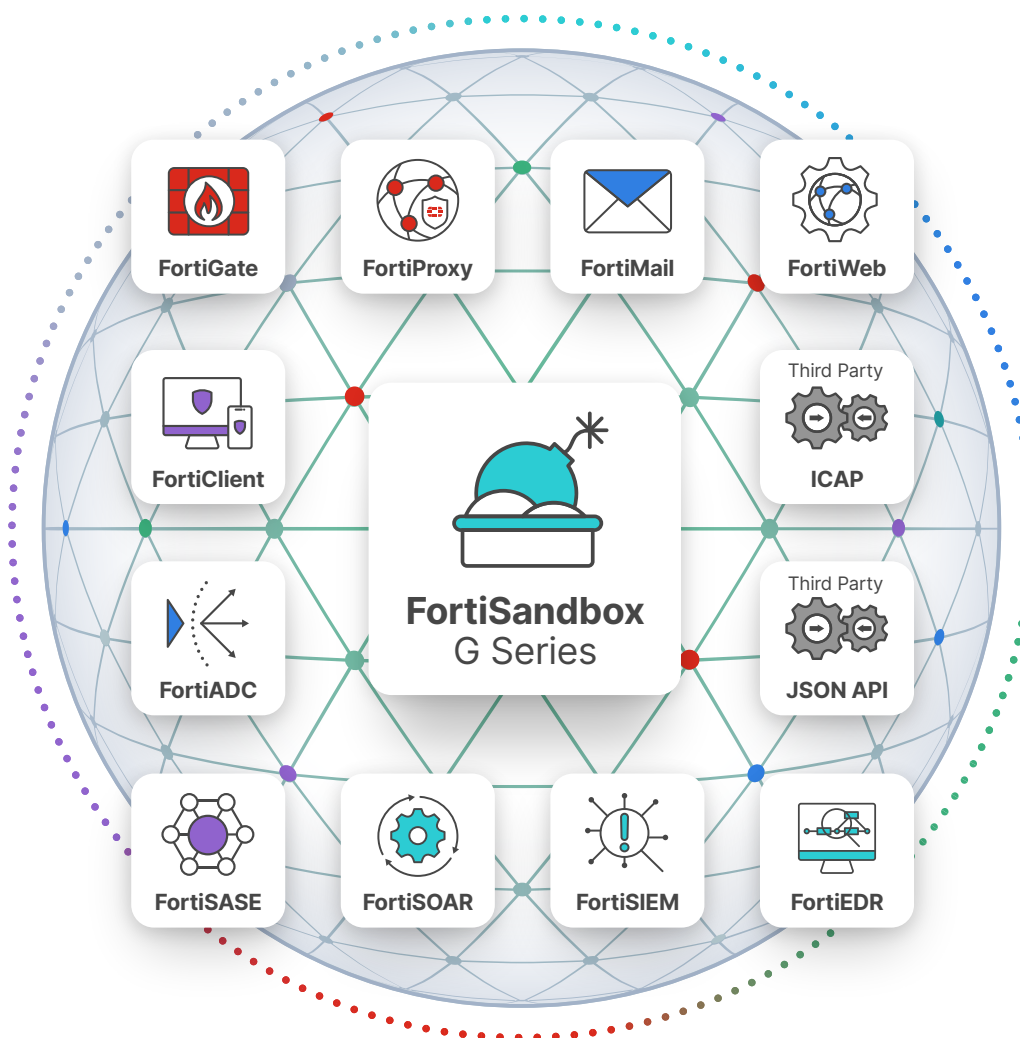 FortiGate
FortiProxy
FortiMail
FortiWeb
FortiClient
Third Party
ICAP
FortiSandbox
G Series
FortiADC
Third Party
JSON API
FortiSASE
FortiSOAR
FortiSIEM
FortiEDR